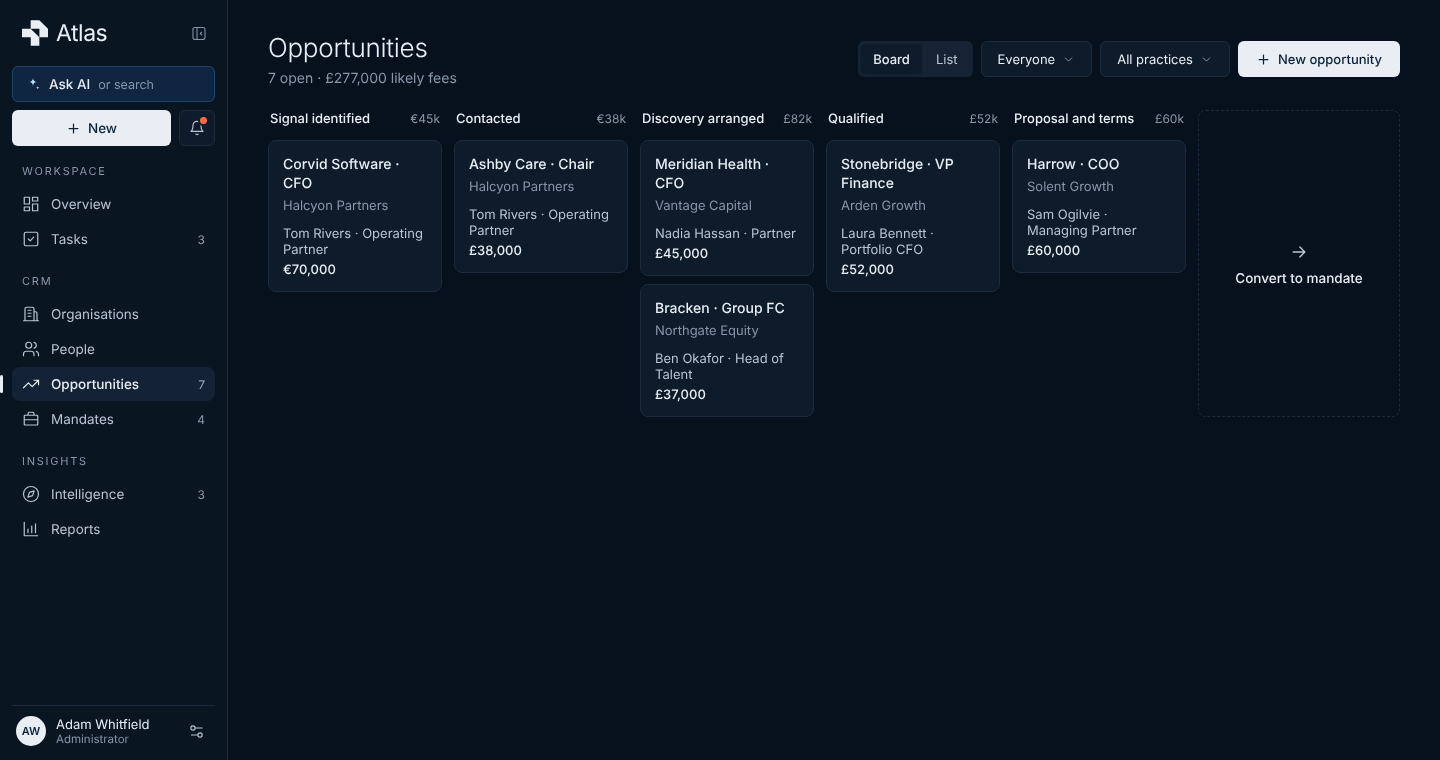 Atlas
Ask AI or search
New
WORKSPACE
Overview
Tasks 3
CRM
Organisations
People
Opportunities 7
Mandates 4
INSIGHTS
Intelligence 3
Reports
AW
Adam Whitfield
Administrator
Opportunities
7 open · £277,000 likely fees
Board List
Everyone
All practices
New opportunity
Signal identified €45k
Corvid Software ·
CFO
Halcyon Partners
Tom Rivers · Operating
Partner
€70,000
Contacted €38k
Ashby Care · Chair
Halcyon Partners
Tom Rivers · Operating
Partner
£38,000
Discovery arranged £82k
Meridian Health ·
CFO
Vantage Capital
Nadia Hassan · Partner
£45,000
Bracken · Group FC
Northgate Equity
Ben Okafor · Head of
Talent
£37,000
Qualified £52k
Stonebridge · VP
Finance
Arden Growth
Laura Bennett ·
Portfolio CFO
£52,000
Proposal and terms £60k
Harrow · COO
Solent Growth
Sam Ogilvie ·
Managing Partner
£60,000
Convert to mandate